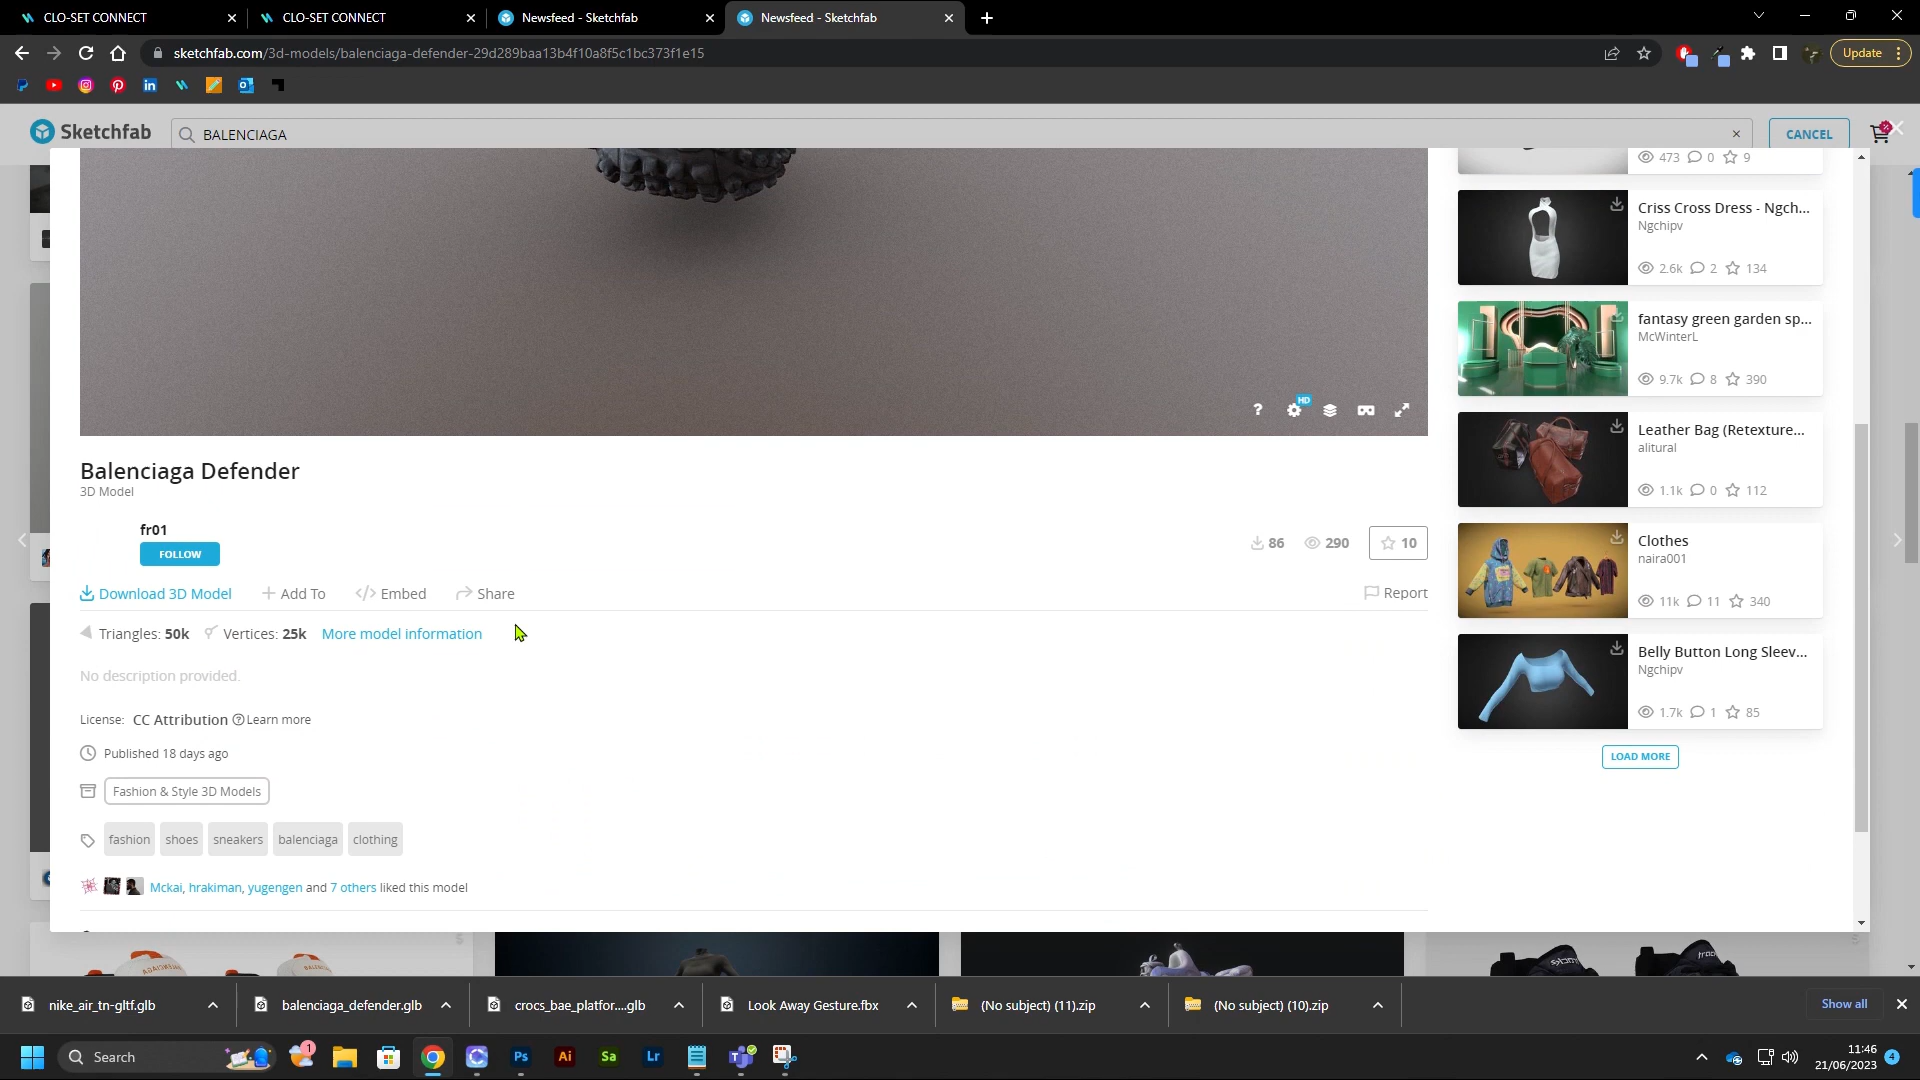 CLO-SET CONNECT
CLO-SET CONNECT
Newsfeed - Sketchfab
Newsfeed - Sketchfab
sketchfab.com/3d-models/balenciaga-defender-29d289baa13b4f10a8f5c1bc373f1e15
Update
Sketchfab
BALENCIAGA
CANCEL
473 0 9
Criss Cross Dress - Ngch...
Ngchipv
2.6k 2 134
fantasy green garden sp...
McWinterL
9.7k 8 390
HD
Leather Bag (Retexture...
alitural
1.1k 0 112
Balenciaga Defender
3D Model
fr01
FOLLOW
86 290 10
Clothes
naira001
11k 11 340
Download 3D Model Add To Embed Share Report
Triangles: 50k Vertices: 25k More model information
Belly Button Long Sleev...
Ngchipv
1.7k 1 85
No description provided.
License: CC Attribution Learn more
Published 18 days ago
LOAD MORE
Fashion & Style 3D Models
fashion shoes sneakers balenciaga clothing
Mckai, hrakiman, yugengen and 7 others liked this model
nike_air_tn-gltf.glb
balenciaga_defender.glb
crocs_bae_platfor....glb
Look Away Gesture.fbx
(No subject) (11).zip
(No subject) (10).zip
Show all
Search
1
Ps
Ai
Sa
Lr
11:46
21/06/2023
4